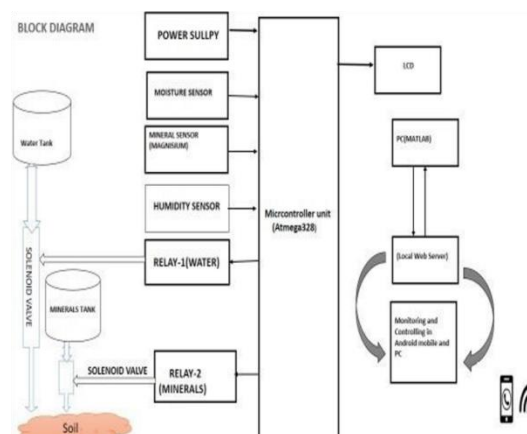 BLOCK DIAGRAM
POWER SULLPY
MOISTURE SENSOR
MINERAL SENSOR
(MAGNISIUM)
HUMIDITY SENSOR
RELAY-1(WATER)
RELAY-2
(MINERALS)
Water Tank
SOLENOID VALVE
MINERALS TANK
SOLENOID VALVE
Soil
Micrcontroller unit
(Atmega328)
LCD
PC(MATLAB)
(Local Web Server)
Monitoring and
Controlling in
Android mobile and
PC